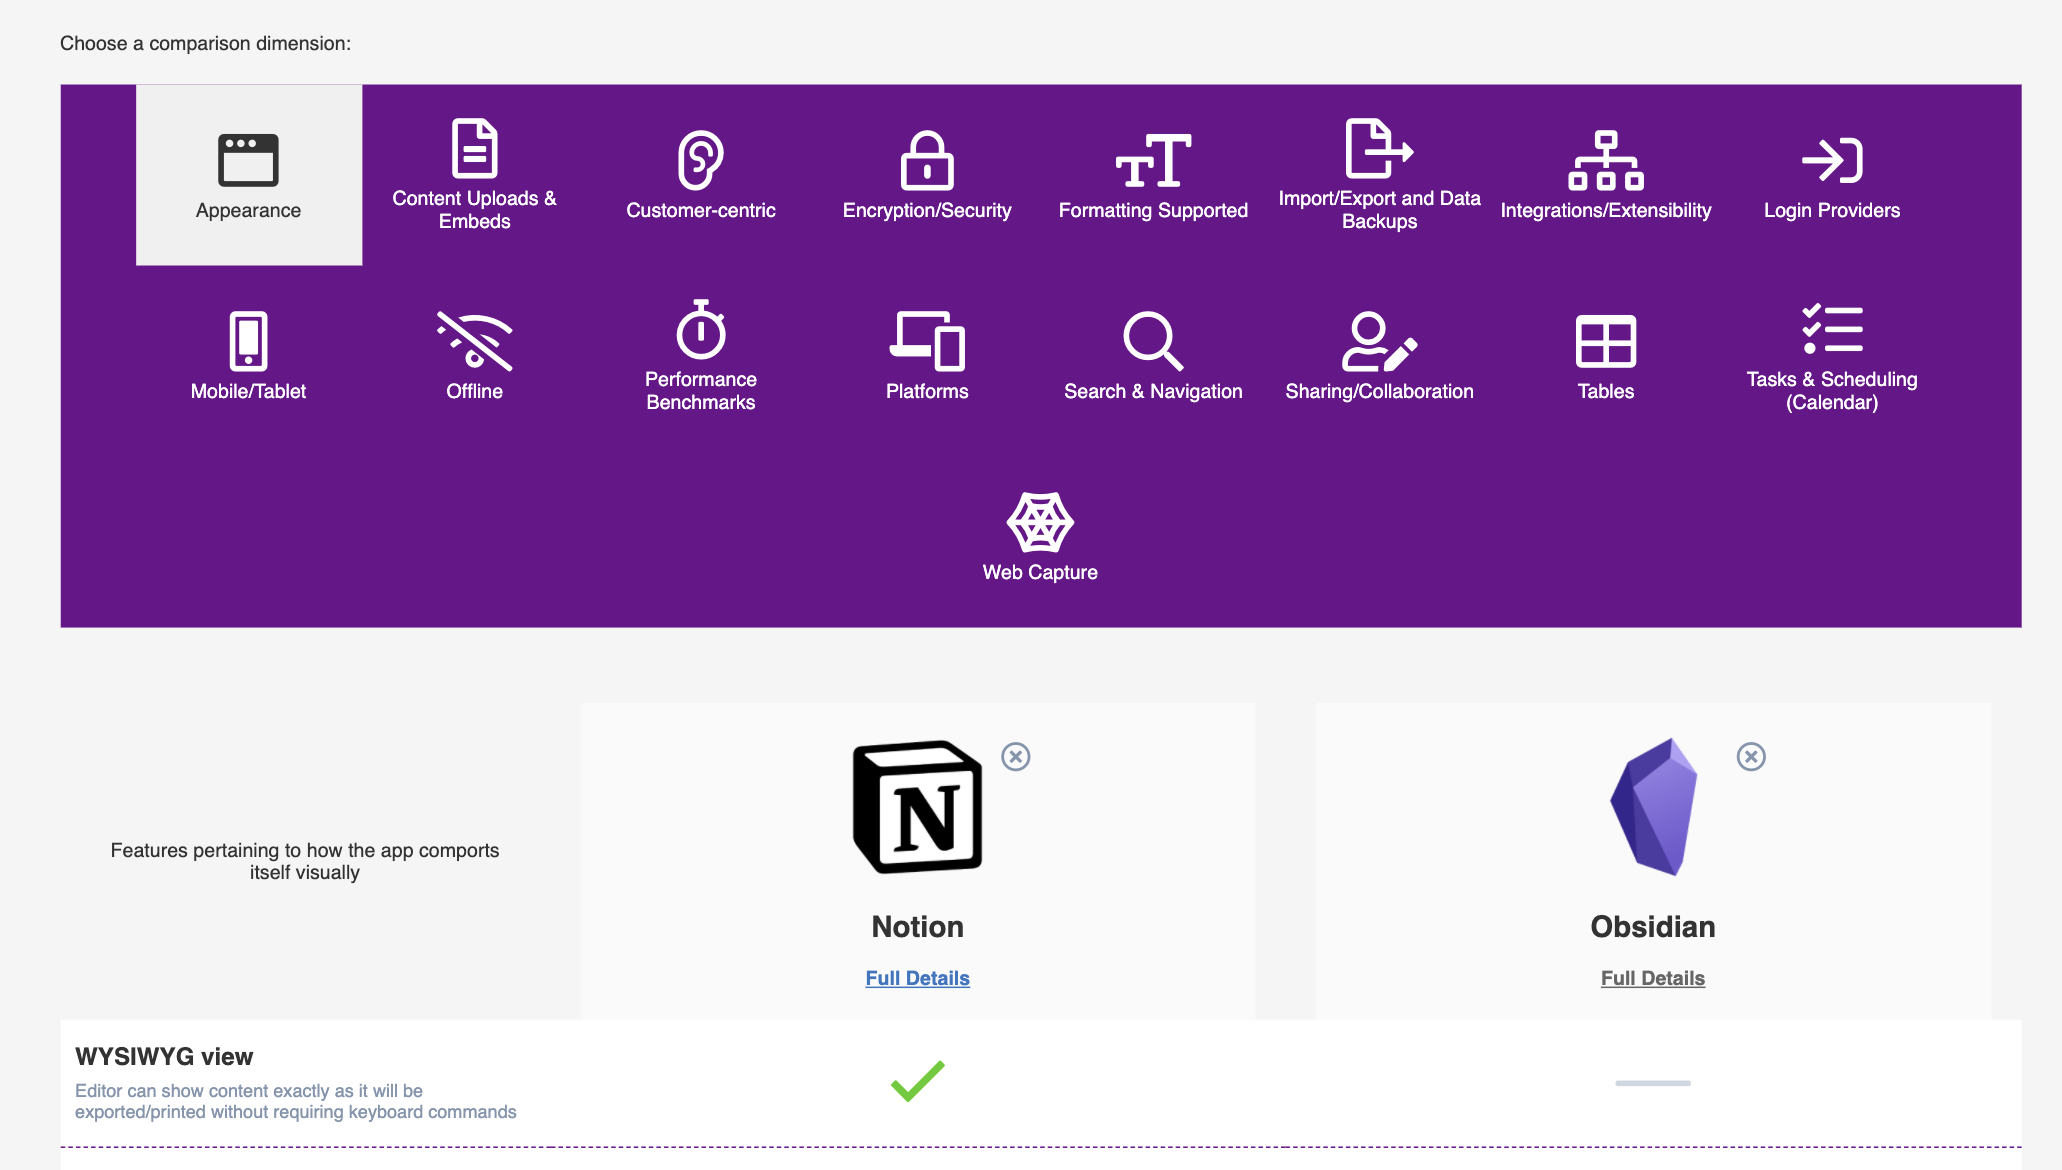 Choose a comparison dimension:
Appearance
Content Uploads &
Embeds
Customer-centric
Encryption/Security
Formatting Supported
Import/Export and Data
Backups
Integrations/Extensibility
Login Providers
Mobile/Tablet
Offline
Performance
Benchmarks
Platforms
Search & Navigation
Sharing/Collaboration
Tables
Tasks & Scheduling
(Calendar)
Web Capture
Features pertaining to how the app comports
itself visually
N
Notion
Full Details
Obsidian
Full Details
WYSIWYG view
Editor can show content exactly as it will be
exported/printed without requiring keyboard commands